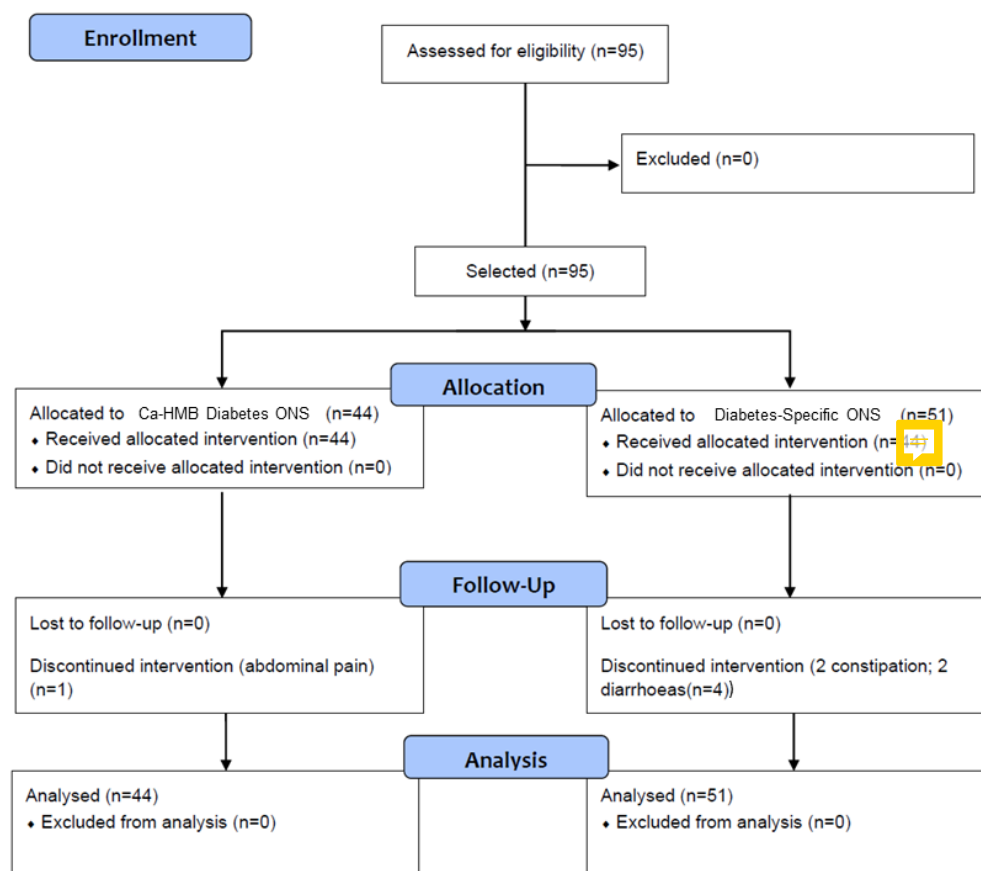 Enrollment
Assessed for eligibility (n=95)
Excluded (n=0)
Selected (n=95)
Allocation
Allocated to Ca-HMB Diabetes ONS (n=44)
⬥ Received allocated intervention (n=44)
⬥ Did not receive allocated intervention (n=0)
Allocated to Diabetes-Specific ONS (n=51)
⬥ Received allocated intervention (n=44)
⬥ Did not receive allocated intervention (n=0)
Follow-Up
Lost to follow-up (n=0)
Discontinued intervention (abdominal pain)
(n=1)
Lost to follow-up (n=0)
Discontinued intervention (2 constipation; 2
diarrhoeas(n=4))
Analysis
Analysed (n=44)
⬥ Excluded from analysis (n=0)
Analysed (n=51)
⬥ Excluded from analysis (n=0)